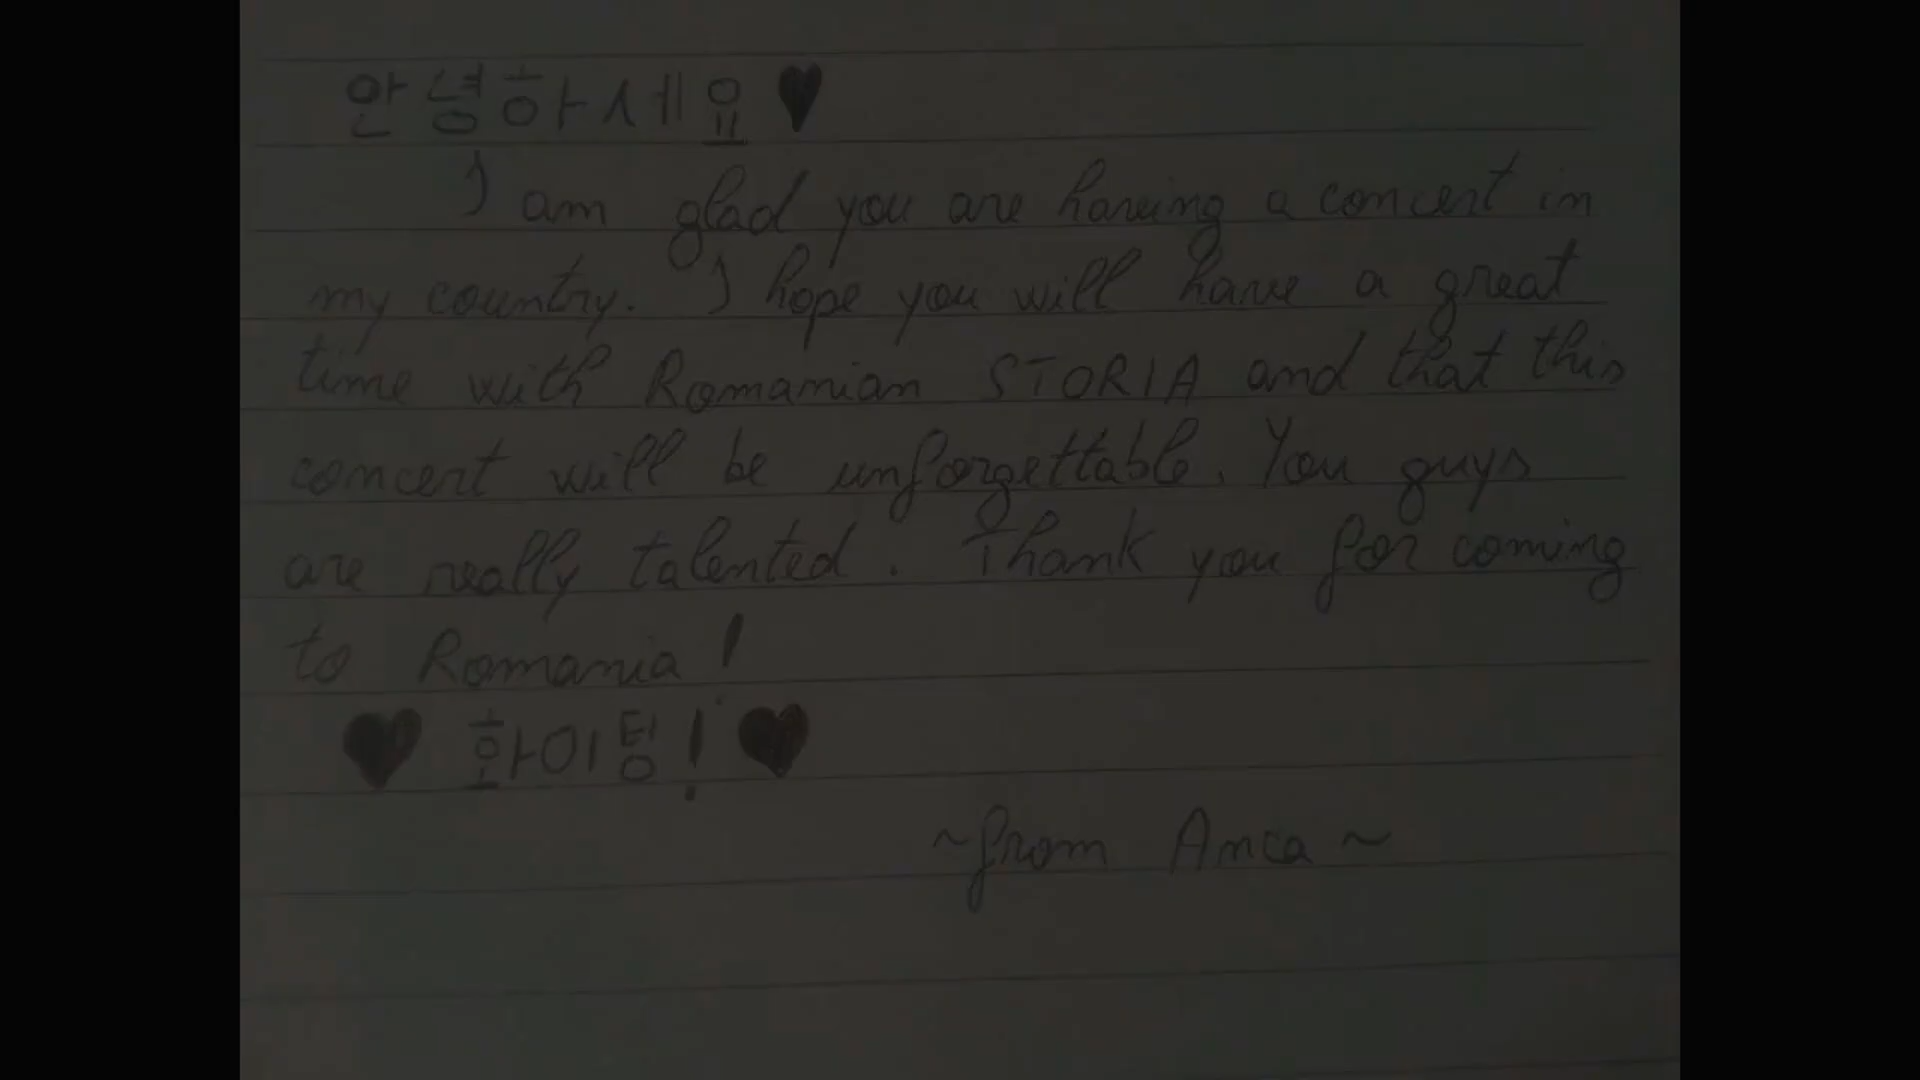 안녕하세요 ♥
I am glad you are having a concert in
my country. I hope you will have a great
time with Romanian STORIA and that this
concert will be unforgettable. You guys
are really talented. Thank you for coming
to Romania!
♥ 화이팅! ♥
~from Anca~